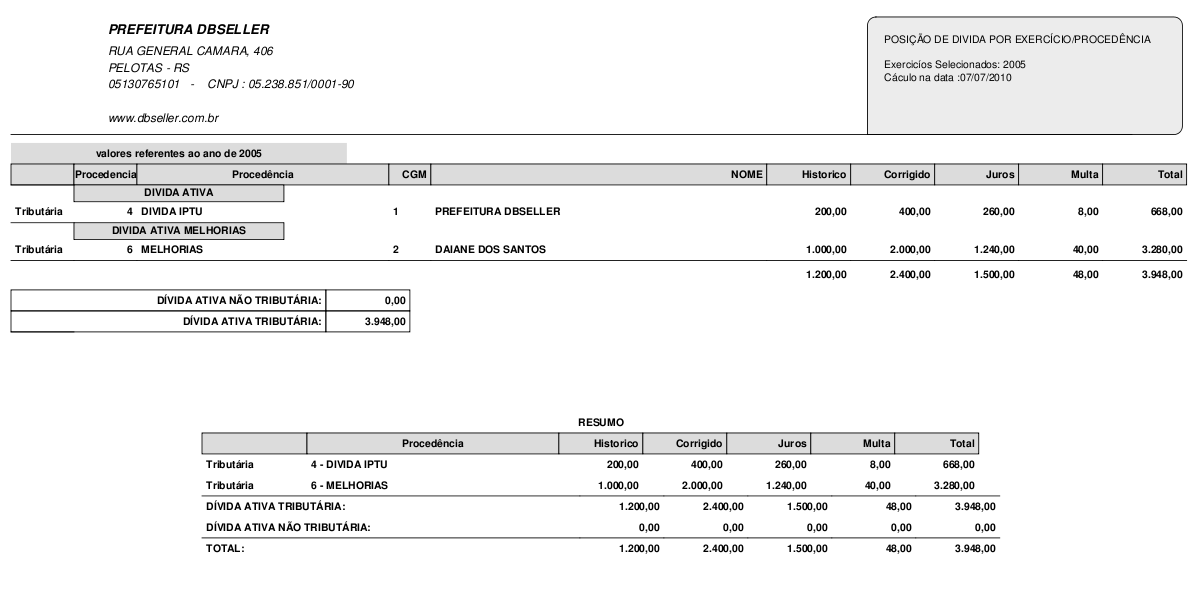 PREFEITURA DBSELLER
RUA GENERAL CAMARA, 406
PELOTAS - RS
05130765101 - CNPJ : 05.238.851/0001-90
www.dbseller.com.br
POSIÇÃO DE DIVIDA POR EXERCÍCIO/PROCEDÊNCIA
Exercicíos Selecionados: 2005
Cáculo na data :07/07/2010
valores referentes ao ano de 2005
Procedencia Procedência CGM NOME Historico Corrigido Juros Multa Total
DIVIDA ATIVA
Tributária 4 DIVIDA IPTU 1 PREFEITURA DBSELLER 200,00 400,00 260,00 8,00 668,00
DIVIDA ATIVA MELHORIAS
Tributária 6 MELHORIAS 2 DAIANE DOS SANTOS 1.000,00 2.000,00 1.240,00 40,00 3.280,00
1.200,00 2.400,00 1.500,00 48,00 3.948,00
DÍVIDA ATIVA NÃO TRIBUTÁRIA: 0,00
DÍVIDA ATIVA TRIBUTÁRIA: 3.948,00
RESUMO
Procedência Historico Corrigido Juros Multa Total
Tributária 4 - DIVIDA IPTU 200,00 400,00 260,00 8,00 668,00
Tributária 6 - MELHORIAS 1.000,00 2.000,00 1.240,00 40,00 3.280,00
DÍVIDA ATIVA TRIBUTÁRIA: 1.200,00 2.400,00 1.500,00 48,00 3.948,00
DÍVIDA ATIVA NÃO TRIBUTÁRIA: 0,00 0,00 0,00 0,00 0,00
TOTAL: 1.200,00 2.400,00 1.500,00 48,00 3.948,00